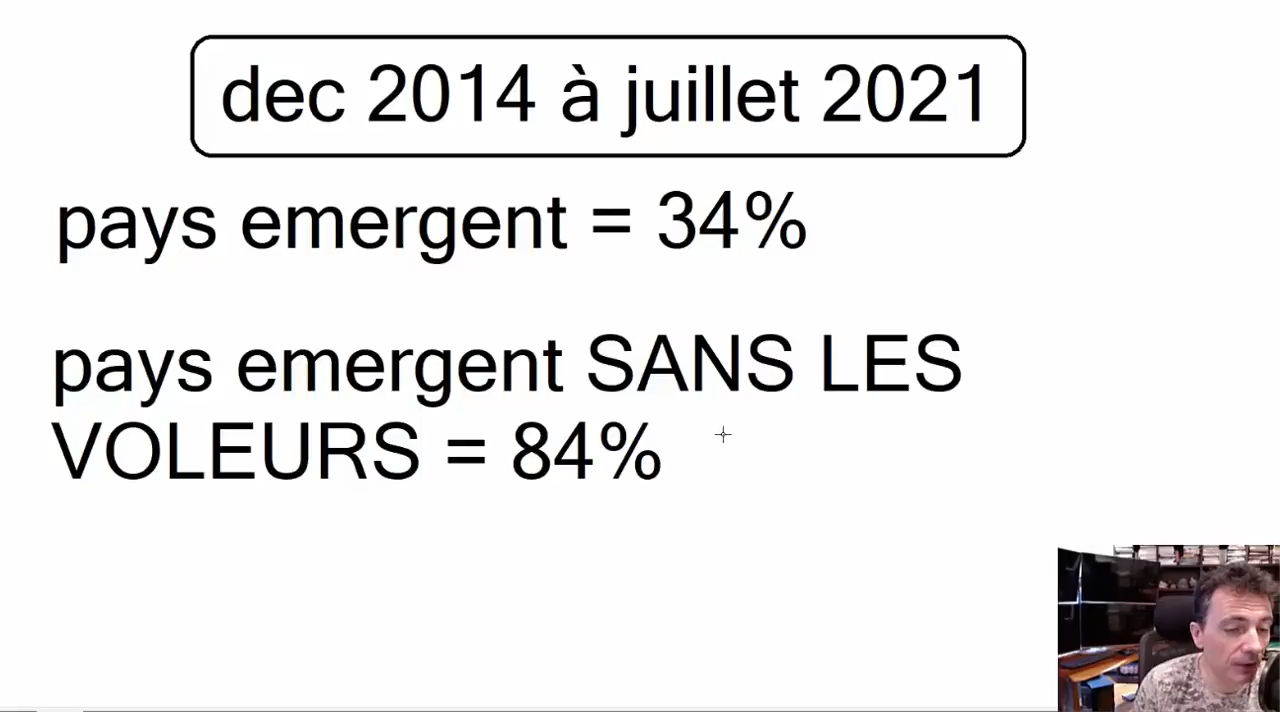 dec 2014 à juillet 2021
pays emergent = 34%
pays emergent SANS LES
VOLEURS = 84%